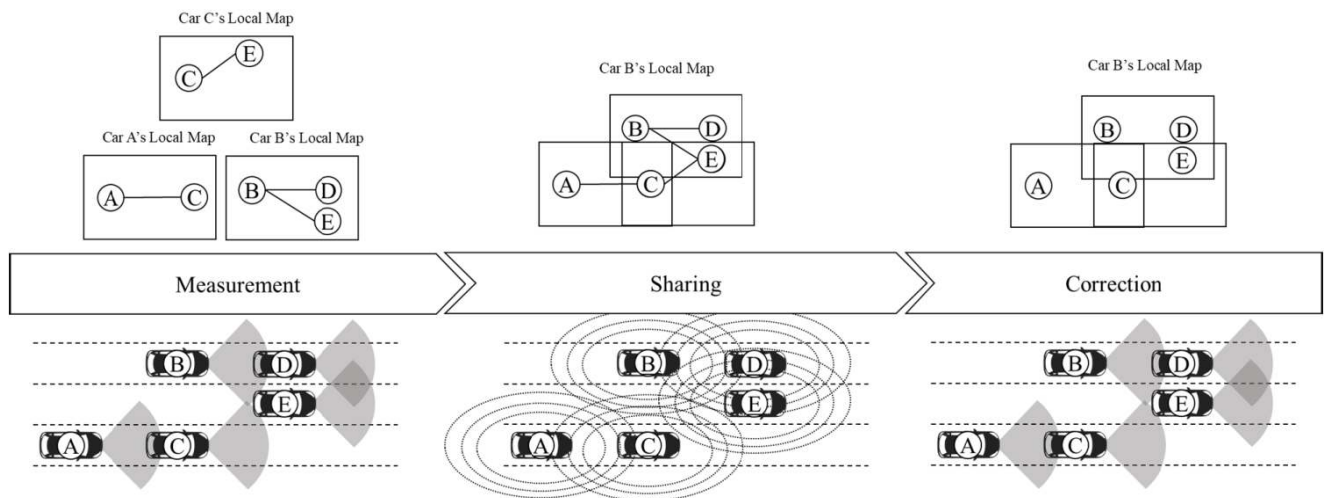 Car C's Local Map
E
C
Car A's Local Map
Car B's Local Map
A
C
B
D
E
Car B's Local Map
B
D
E
A
C
Car B's Local Map
B
D
E
A
C
Measurement
Sharing
Correction
B
D
E
A
C
B
D
E
A
C
B
D
E
A
C